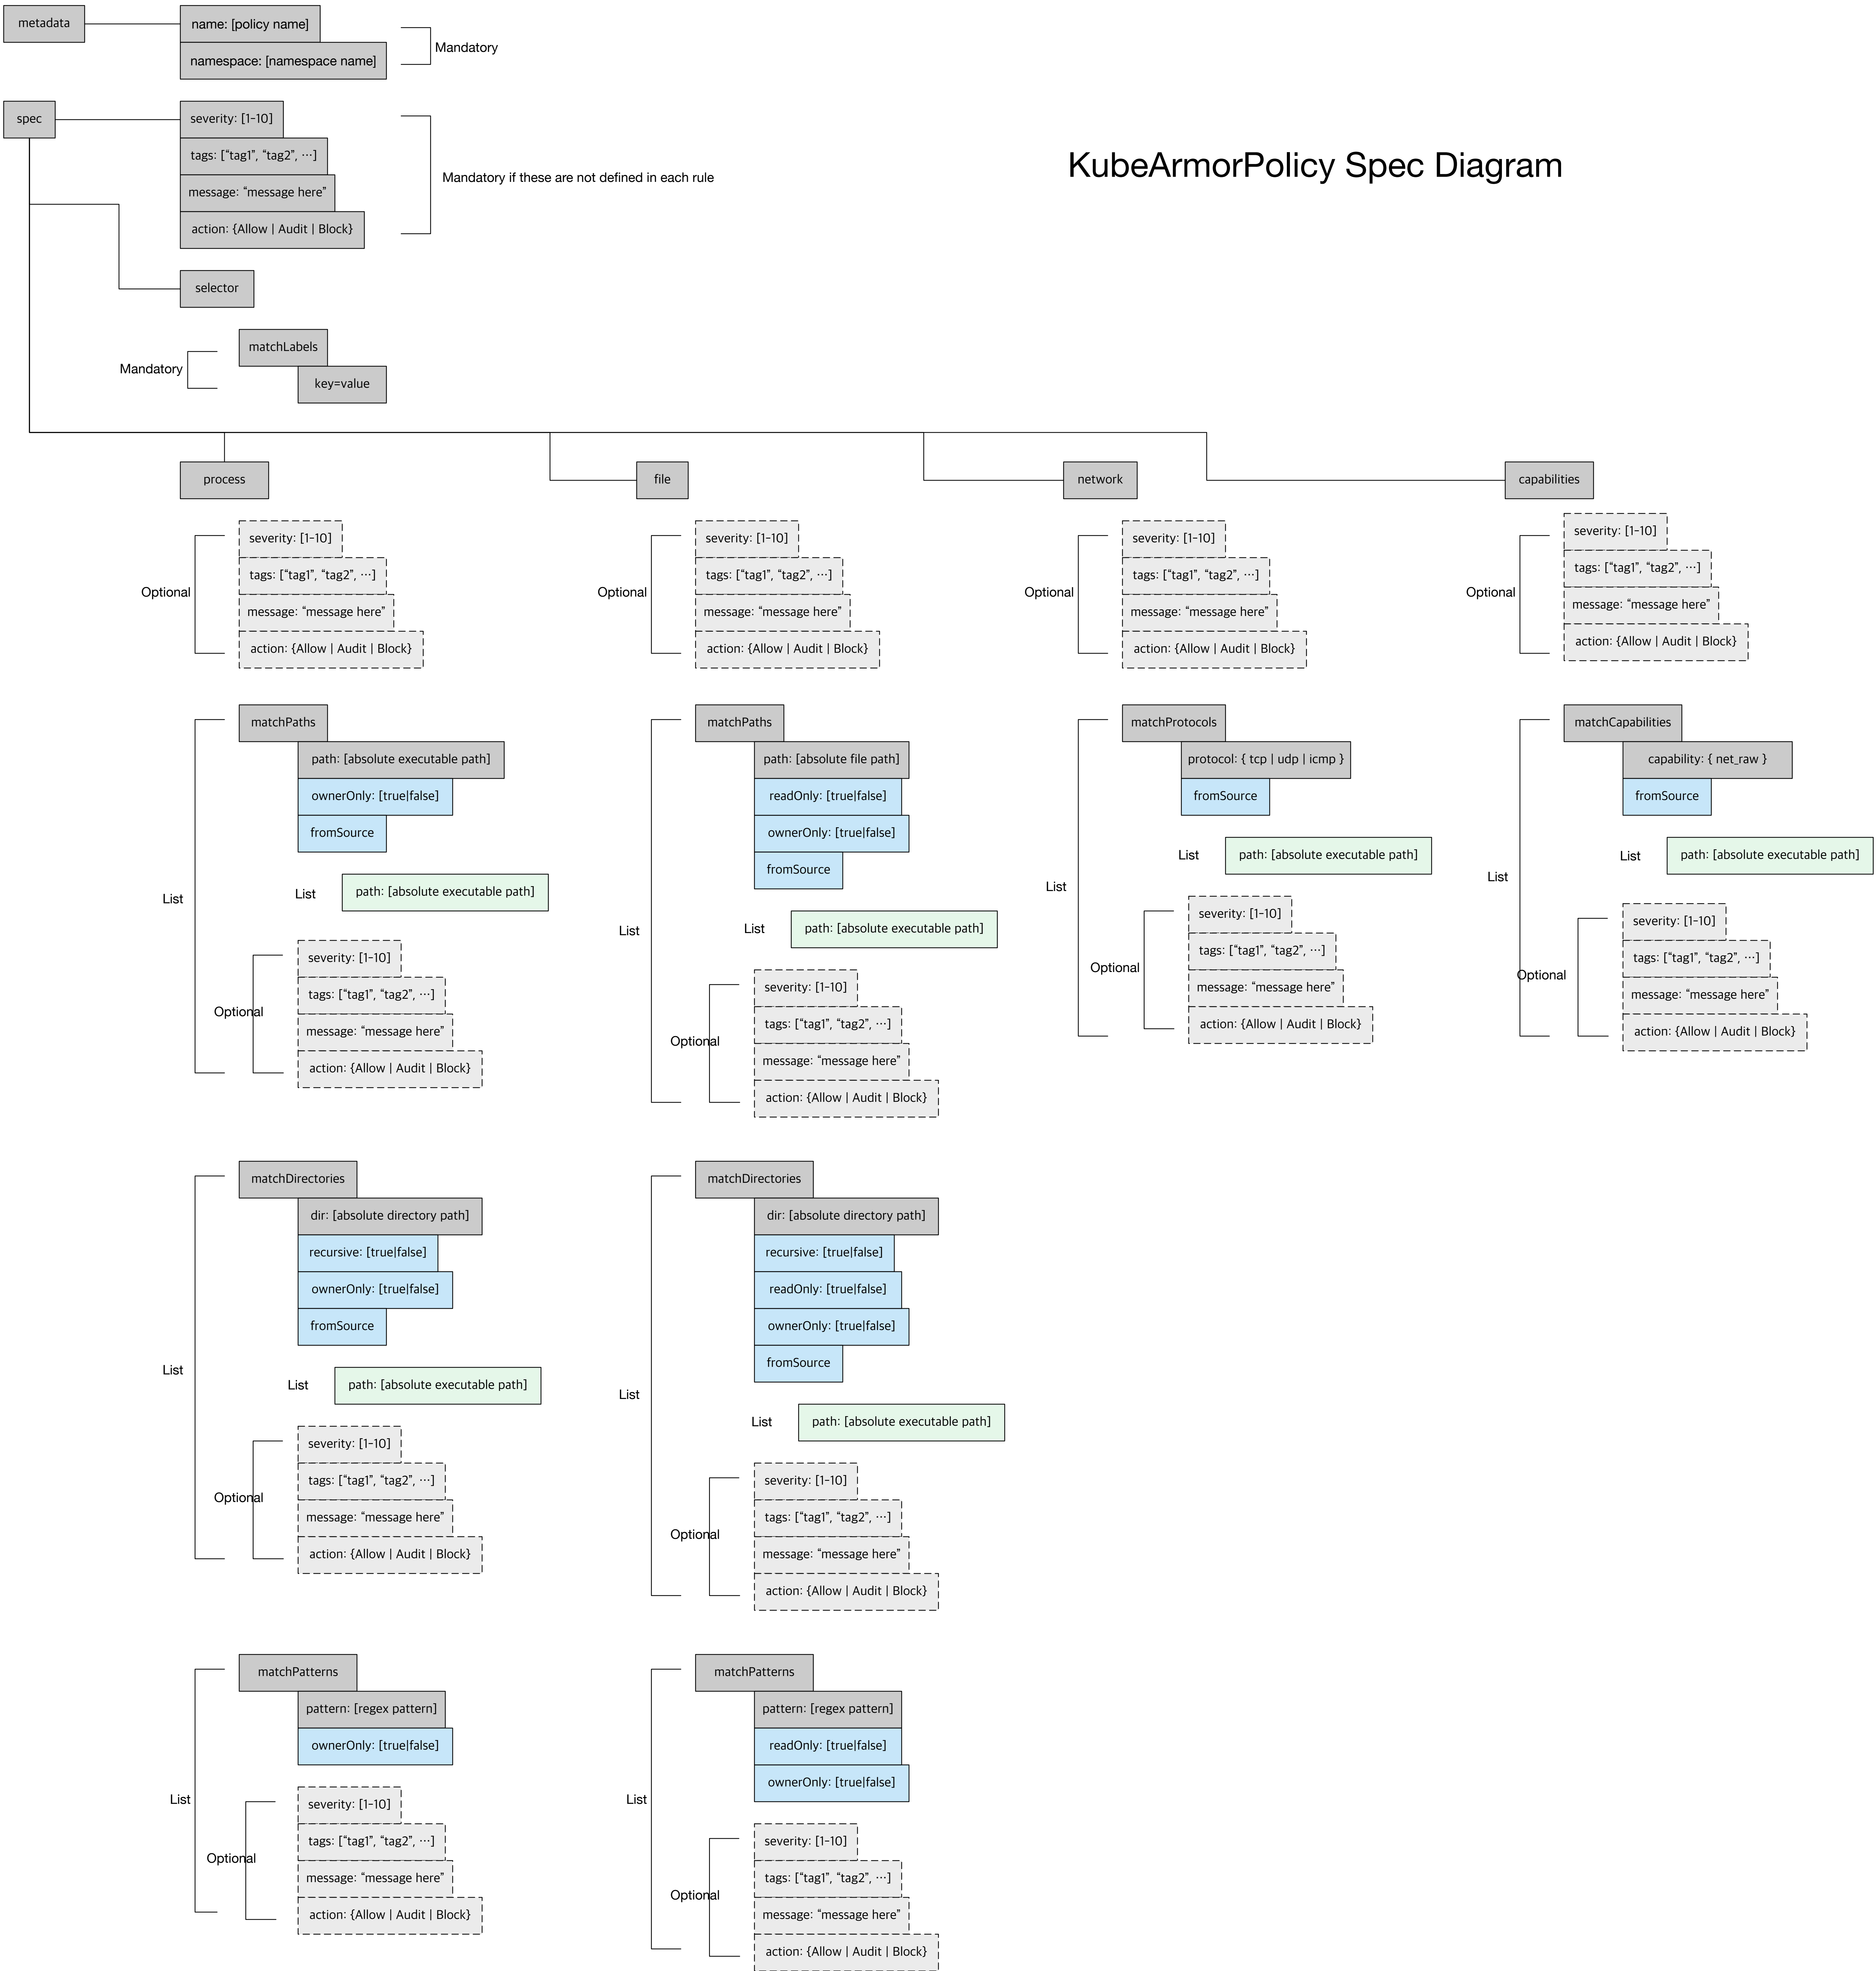 metadata
name: [policy name]
namespace: [namespace name]
Mandatory
spec
severity: [1-10]
tags: [“tag1”, “tag2”, …]
message: “message here”
action: {Allow | Audit | Block}
Mandatory if these are not defined in each rule
KubeArmorPolicy Spec Diagram
selector
Mandatory
matchLabels
key=value
process
Optional
severity: [1-10]
tags: [“tag1”, “tag2”, …]
message: “message here”
action: {Allow | Audit | Block}
List
matchPaths
path: [absolute executable path]
ownerOnly: [true|false]
fromSource
List
path: [absolute executable path]
Optional
severity: [1-10]
tags: [“tag1”, “tag2”, …]
message: “message here”
action: {Allow | Audit | Block}
List
matchDirectories
dir: [absolute directory path]
recursive: [true|false]
ownerOnly: [true|false]
fromSource
List
path: [absolute executable path]
Optional
severity: [1-10]
tags: [“tag1”, “tag2”, …]
message: “message here”
action: {Allow | Audit | Block}
List
matchPatterns
pattern: [regex pattern]
ownerOnly: [true|false]
Optional
severity: [1-10]
tags: [“tag1”, “tag2”, …]
message: “message here”
action: {Allow | Audit | Block}
file
Optional
severity: [1-10]
tags: [“tag1”, “tag2”, …]
message: “message here”
action: {Allow | Audit | Block}
List
matchPaths
path: [absolute file path]
readOnly: [true|false]
ownerOnly: [true|false]
fromSource
List
path: [absolute executable path]
Optional
severity: [1-10]
tags: [“tag1”, “tag2”, …]
message: “message here”
action: {Allow | Audit | Block}
List
matchDirectories
dir: [absolute directory path]
recursive: [true|false]
readOnly: [true|false]
ownerOnly: [true|false]
fromSource
List
path: [absolute executable path]
Optional
severity: [1-10]
tags: [“tag1”, “tag2”, …]
message: “message here”
action: {Allow | Audit | Block}
List
matchPatterns
pattern: [regex pattern]
readOnly: [true|false]
ownerOnly: [true|false]
Optional
severity: [1-10]
tags: [“tag1”, “tag2”, …]
message: “message here”
action: {Allow | Audit | Block}
network
Optional
severity: [1-10]
tags: [“tag1”, “tag2”, …]
message: “message here”
action: {Allow | Audit | Block}
List
matchProtocols
protocol: { tcp | udp | icmp }
fromSource
List
path: [absolute executable path]
Optional
severity: [1-10]
tags: [“tag1”, “tag2”, …]
message: “message here”
action: {Allow | Audit | Block}
capabilities
Optional
severity: [1-10]
tags: [“tag1”, “tag2”, …]
message: “message here”
action: {Allow | Audit | Block}
List
matchCapabilities
capability: { net_raw }
fromSource
List
path: [absolute executable path]
Optional
severity: [1-10]
tags: [“tag1”, “tag2”, …]
message: “message here”
action: {Allow | Audit | Block}